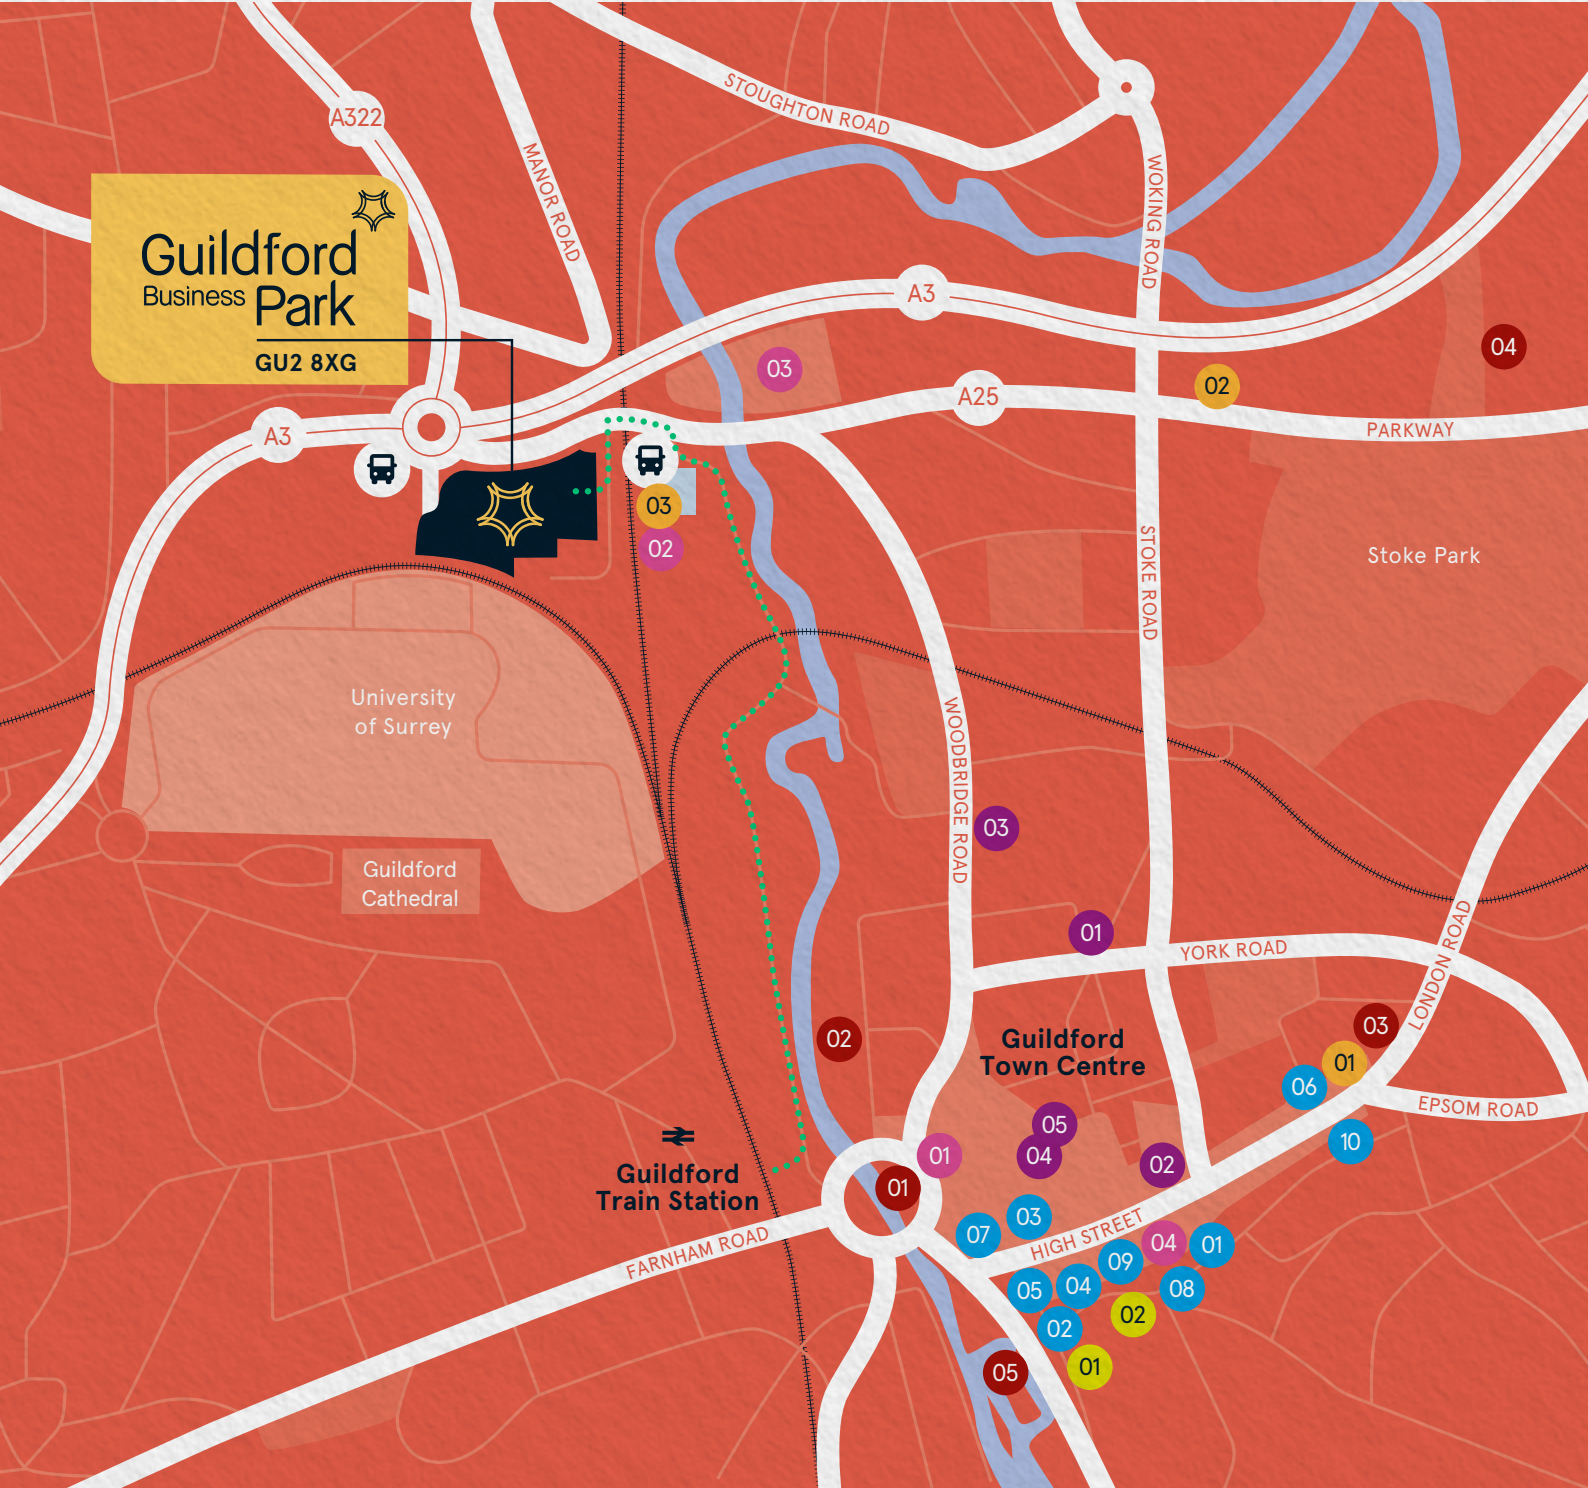 STOUGHTON ROAD
A322
MANOR ROAD
WOKING ROAD
Guildford
Business Park
GU2 8XG
A3
03
04
02
A25
PARKWAY
A3
03
02
STOKE ROAD
Stoke Park
University
of Surrey
WOODBRIDGE ROAD
03
Guildford
Cathedral
01
YORK ROAD
LONDON ROAD
02
Guildford
Town Centre
03
01
06
EPSOM ROAD
05
10
04
01
02
Guildford
Train Station
01
03
07
HIGH STREET
04
01
FARNHAM ROAD
09
05
04
08
02
02
01
05